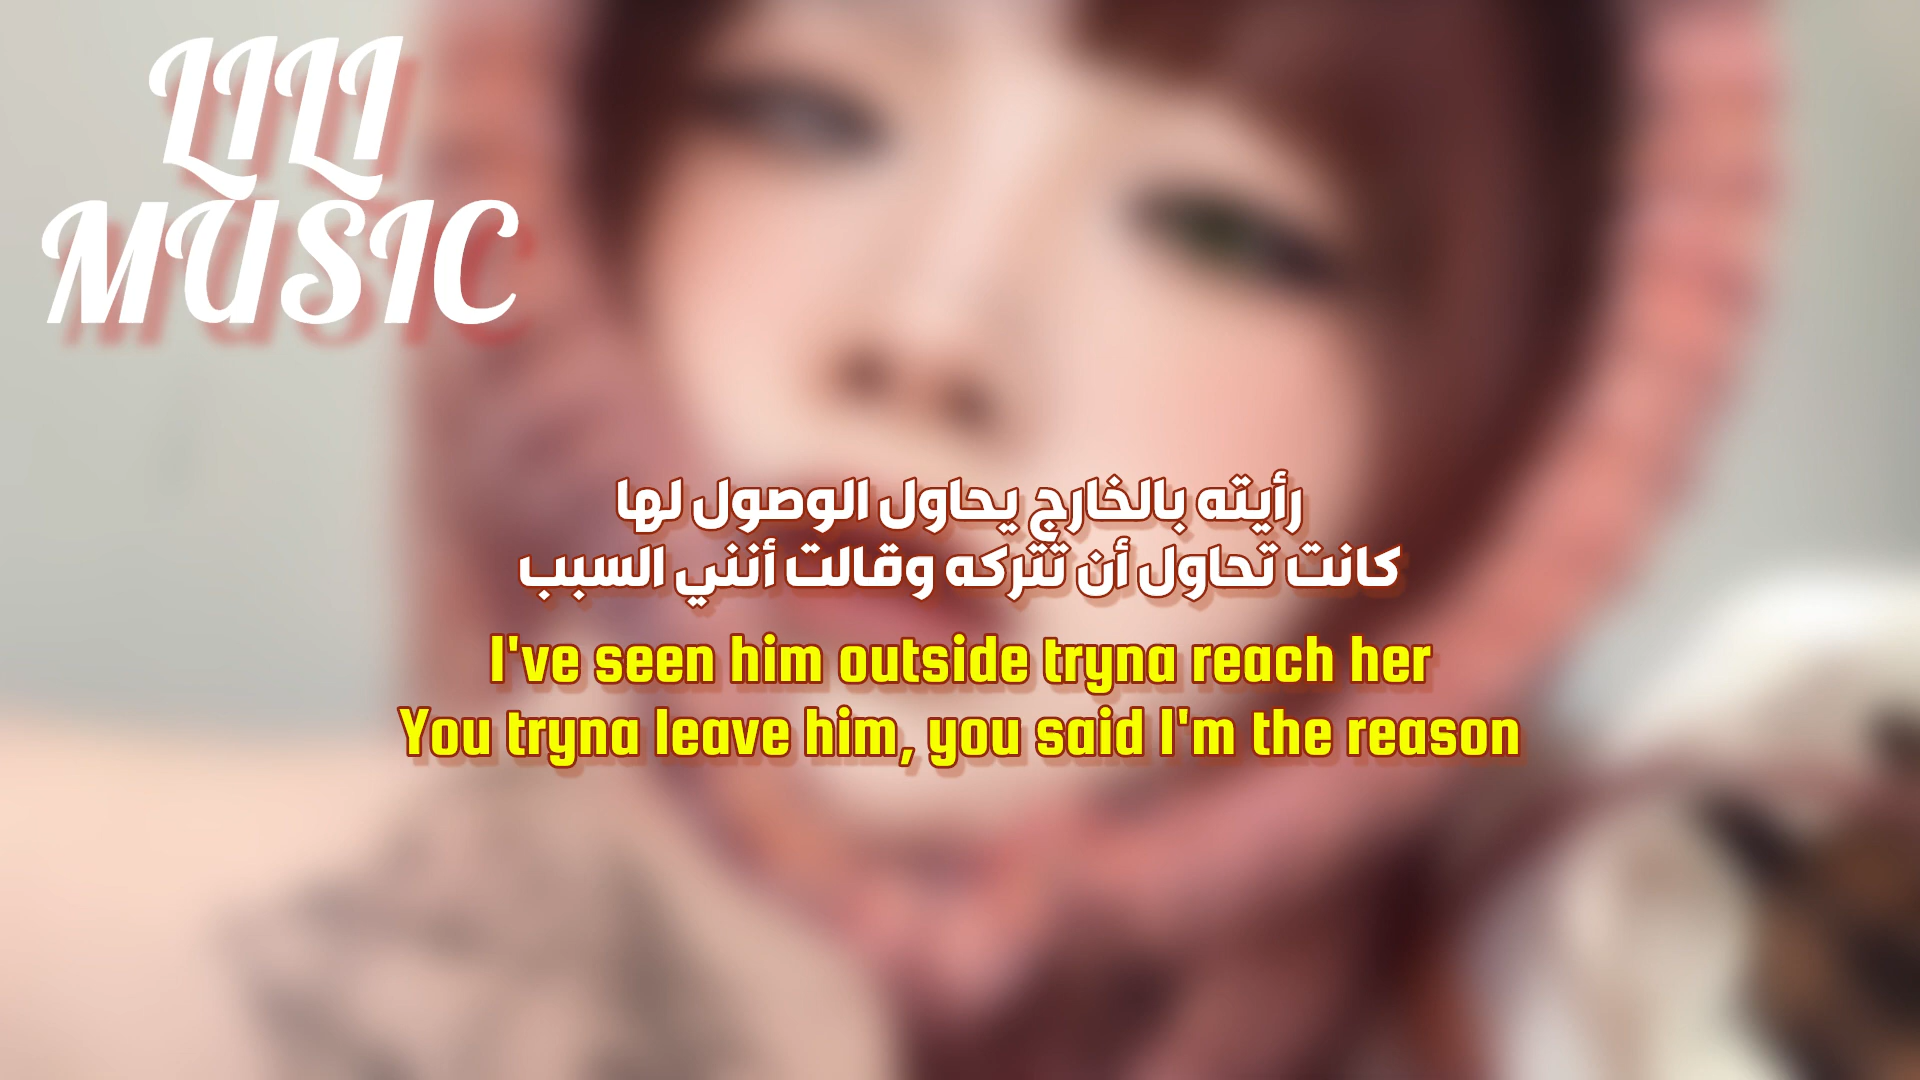 LILI
MUSIC
رأيته بالخارج يحاول الوصول لها
كانت تحاول أن تتركه وقالت أنني السبب
I've seen him outside tryna reach her
You tryna leave him, you said I'm the reason